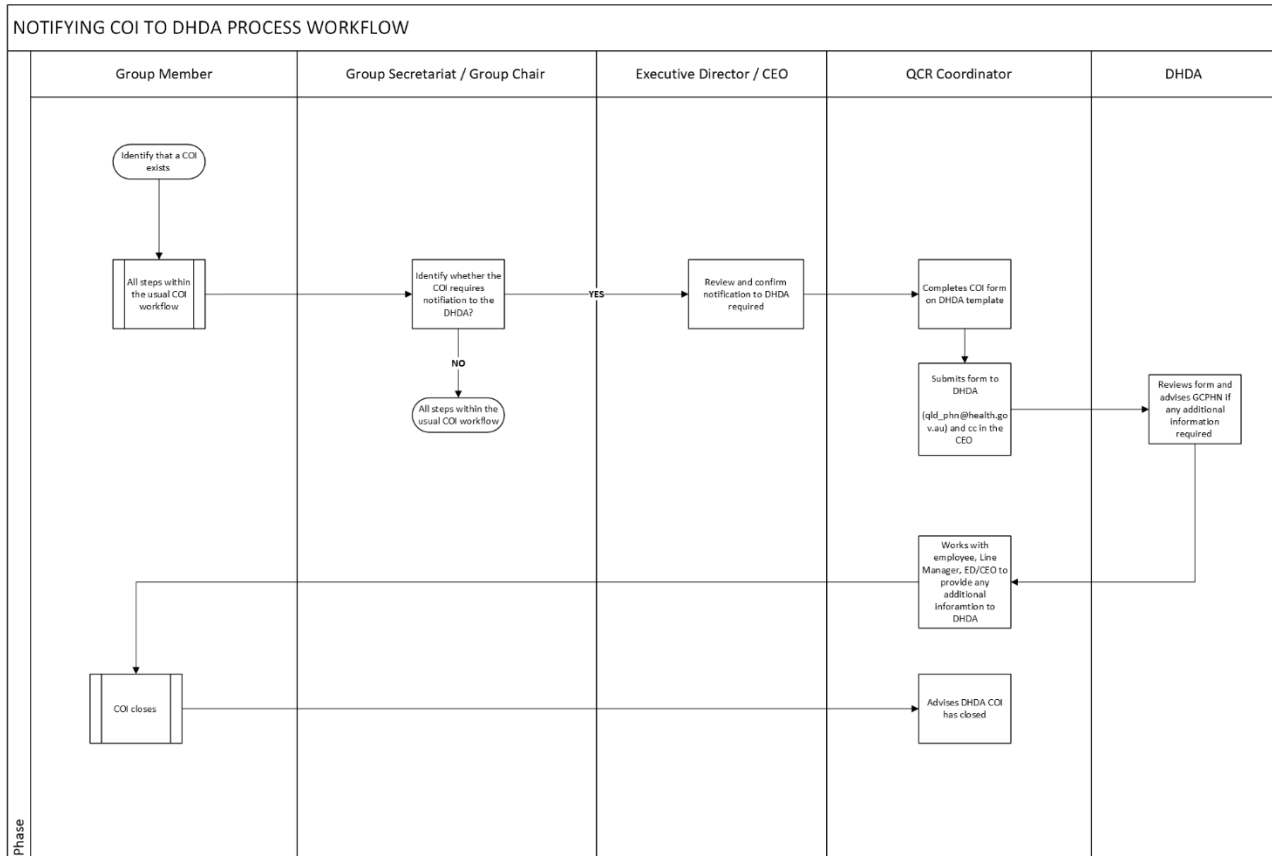 NOTIFYING COI TO DHDA PROCESS WORKFLOW
Group Member
Group Secretariat / Group Chair
Executive Director / CEO
QCR Coordinator
DHDA
Identify that a COI
exists
All steps within
the usual COI
workflow
Identify whether the
COI requires
notifiation to the
DHDA?
YES
Review and confirm
notification to DHDA
required
Completes COI form
on DHDA template
NO
All steps within the
usual COI workflow
Submits form to
DHDA
(qld_phn@health.go
v.au) and cc in the
CEO
Reviews form and
advises GCPHN if
any additional
information
required
Works with
employee, Line
Manager, ED/CEO to
provide any
additional
inforamtion to
DHDA
COI closes
Advises DHDA COI
has closed
Phase